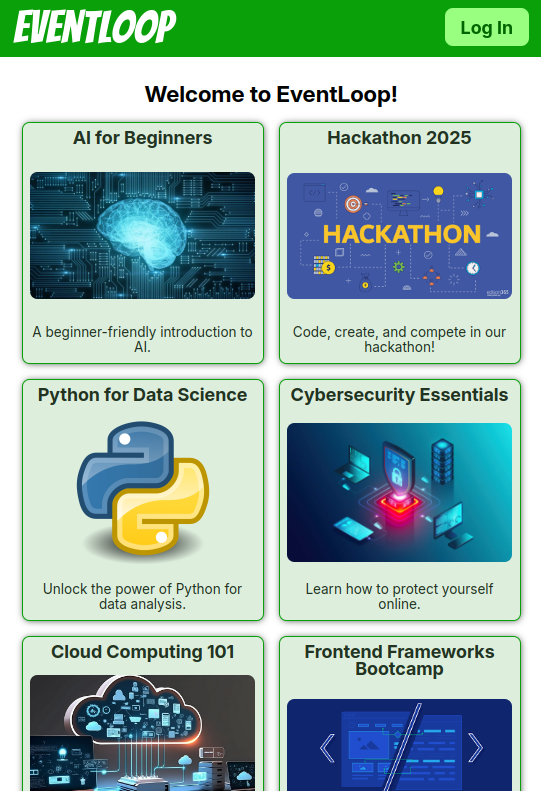 EVENTLOOP
Log In
Welcome to EventLoop!
AI for Beginners
A beginner-friendly introduction to
AI.
Hackathon 2025
HACKATHON
Code, create, and compete in our
hackathon!
Python for Data Science
Unlock the power of Python for
data analysis.
Cybersecurity Essentials
Learn how to protect yourself
online.
Cloud Computing 101
Frontend Frameworks
Bootcamp